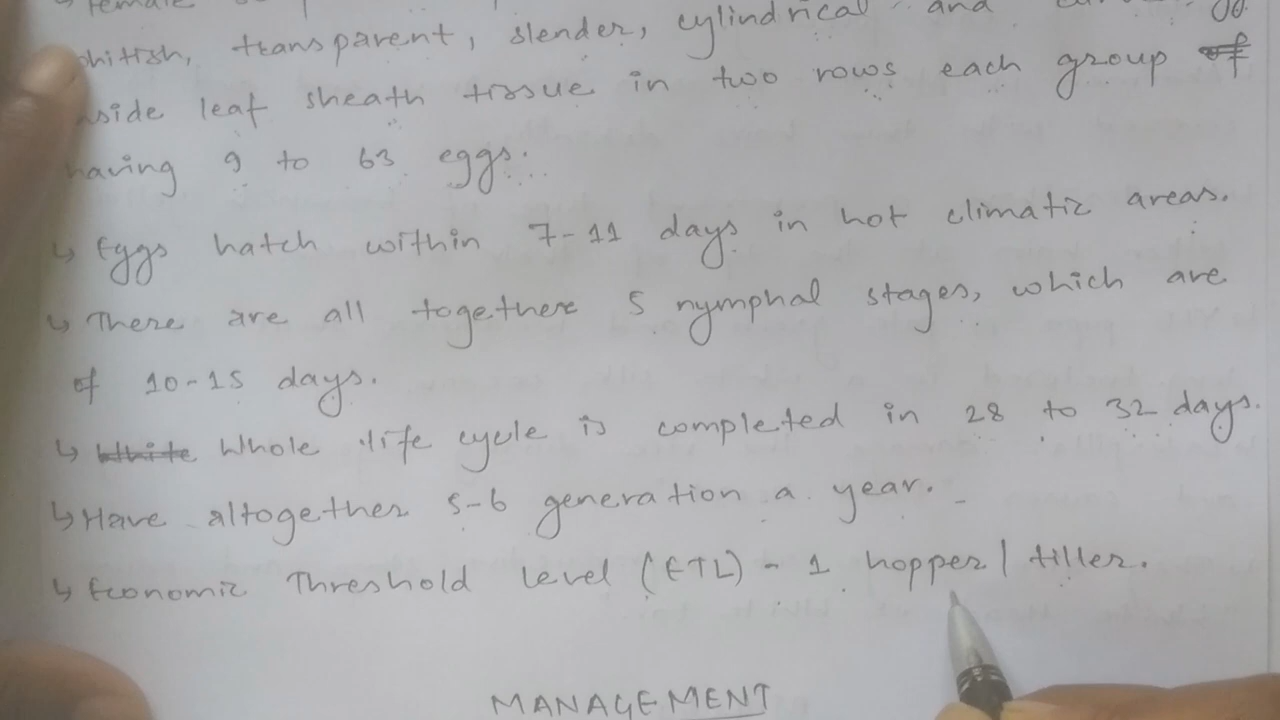 female
whitish, transparent, slender, cylindrical and
inside leaf sheath tissue in two rows each group of
having 9 to 63 eggs.
↳ Eggs hatch within 7-11 days in hot climatic areas.
↳ There are all together 5 nymphal stages, which are
of 10-15 days.
↳ White Whole life cycle is completed in 28 to 32 days.
↳ Have altogether 5-6 generation a year.
↳ Economic Threshold level (ETL) - 1 hopper / tiller.
MANAGEMENT